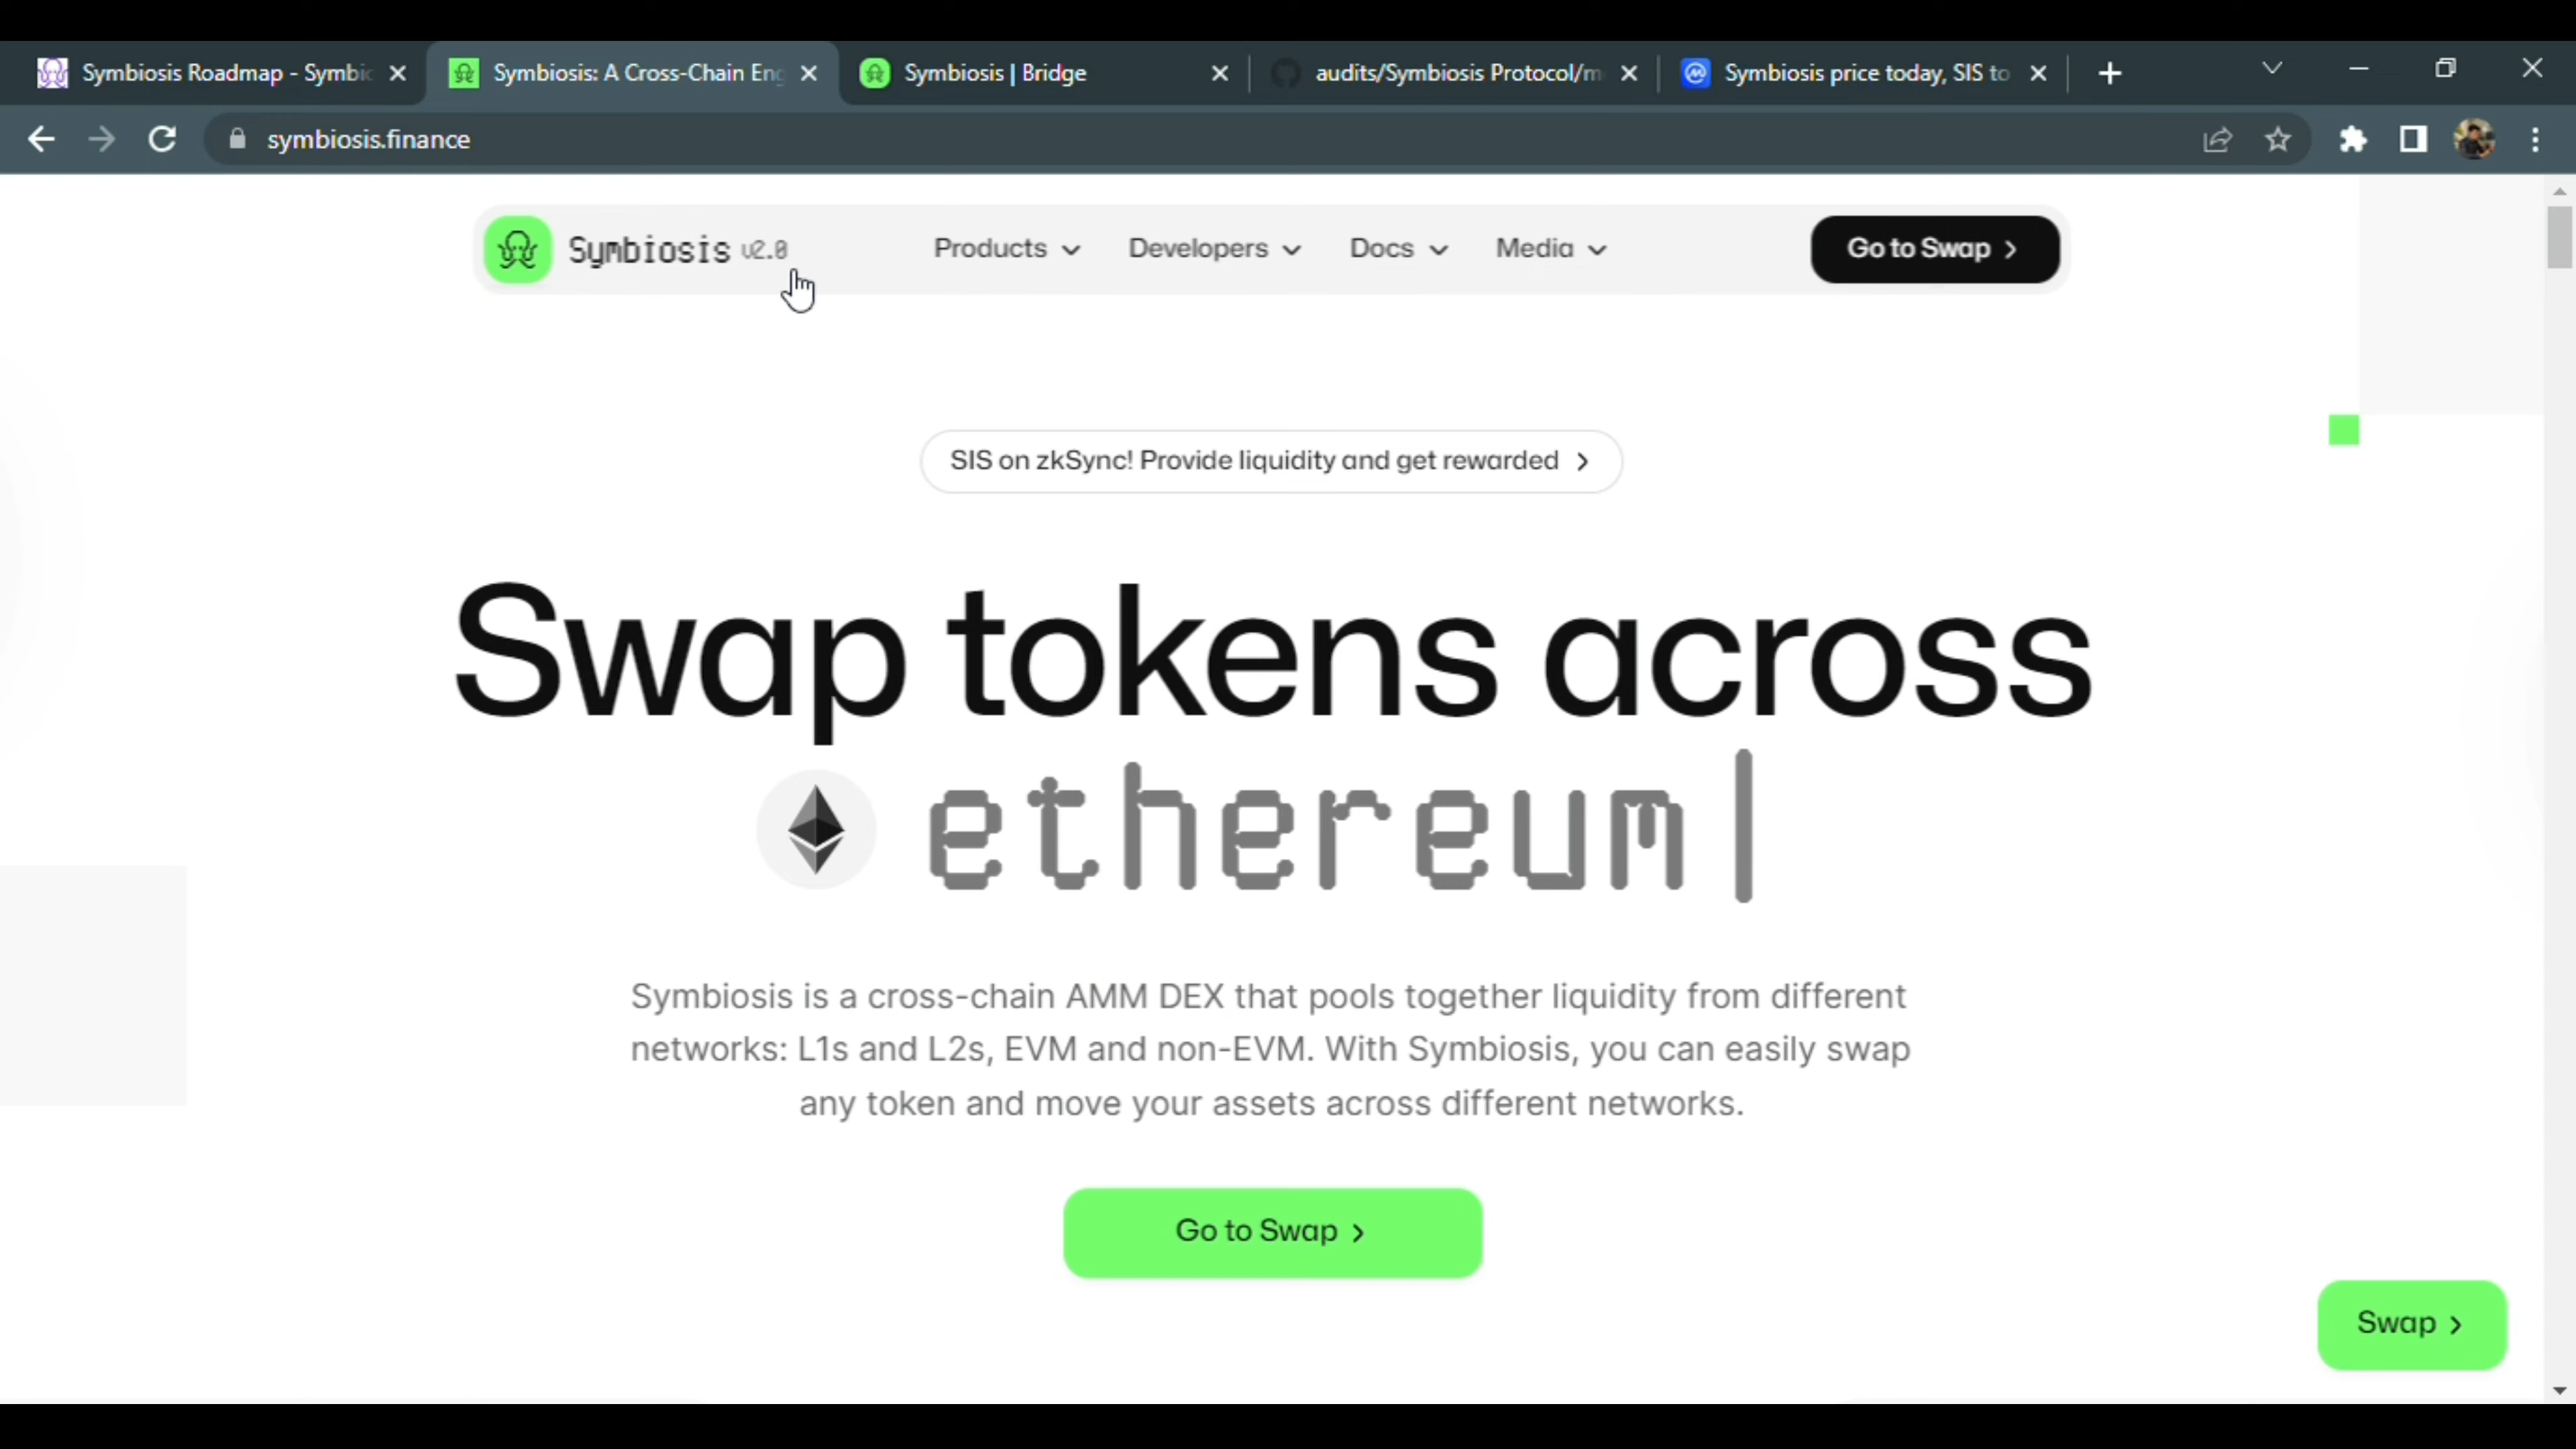 Symbiosis Roadmap - Symbio
Symbiosis: A Cross-Chain Eng
Symbiosis | Bridge
audits/Symbiosis Protocol/m
Symbiosis price today, SIS to
symbiosis.finance
Symbiosis v2.0
Products
Developers
Docs
Media
Go to Swap >
SIS on zkSync! Provide liquidity and get rewarded >
Swap tokens across
ethereum|
Symbiosis is a cross-chain AMM DEX that pools together liquidity from different
networks: L1s and L2s, EVM and non-EVM. With Symbiosis, you can easily swap
any token and move your assets across different networks.
Go to Swap >
Swap >